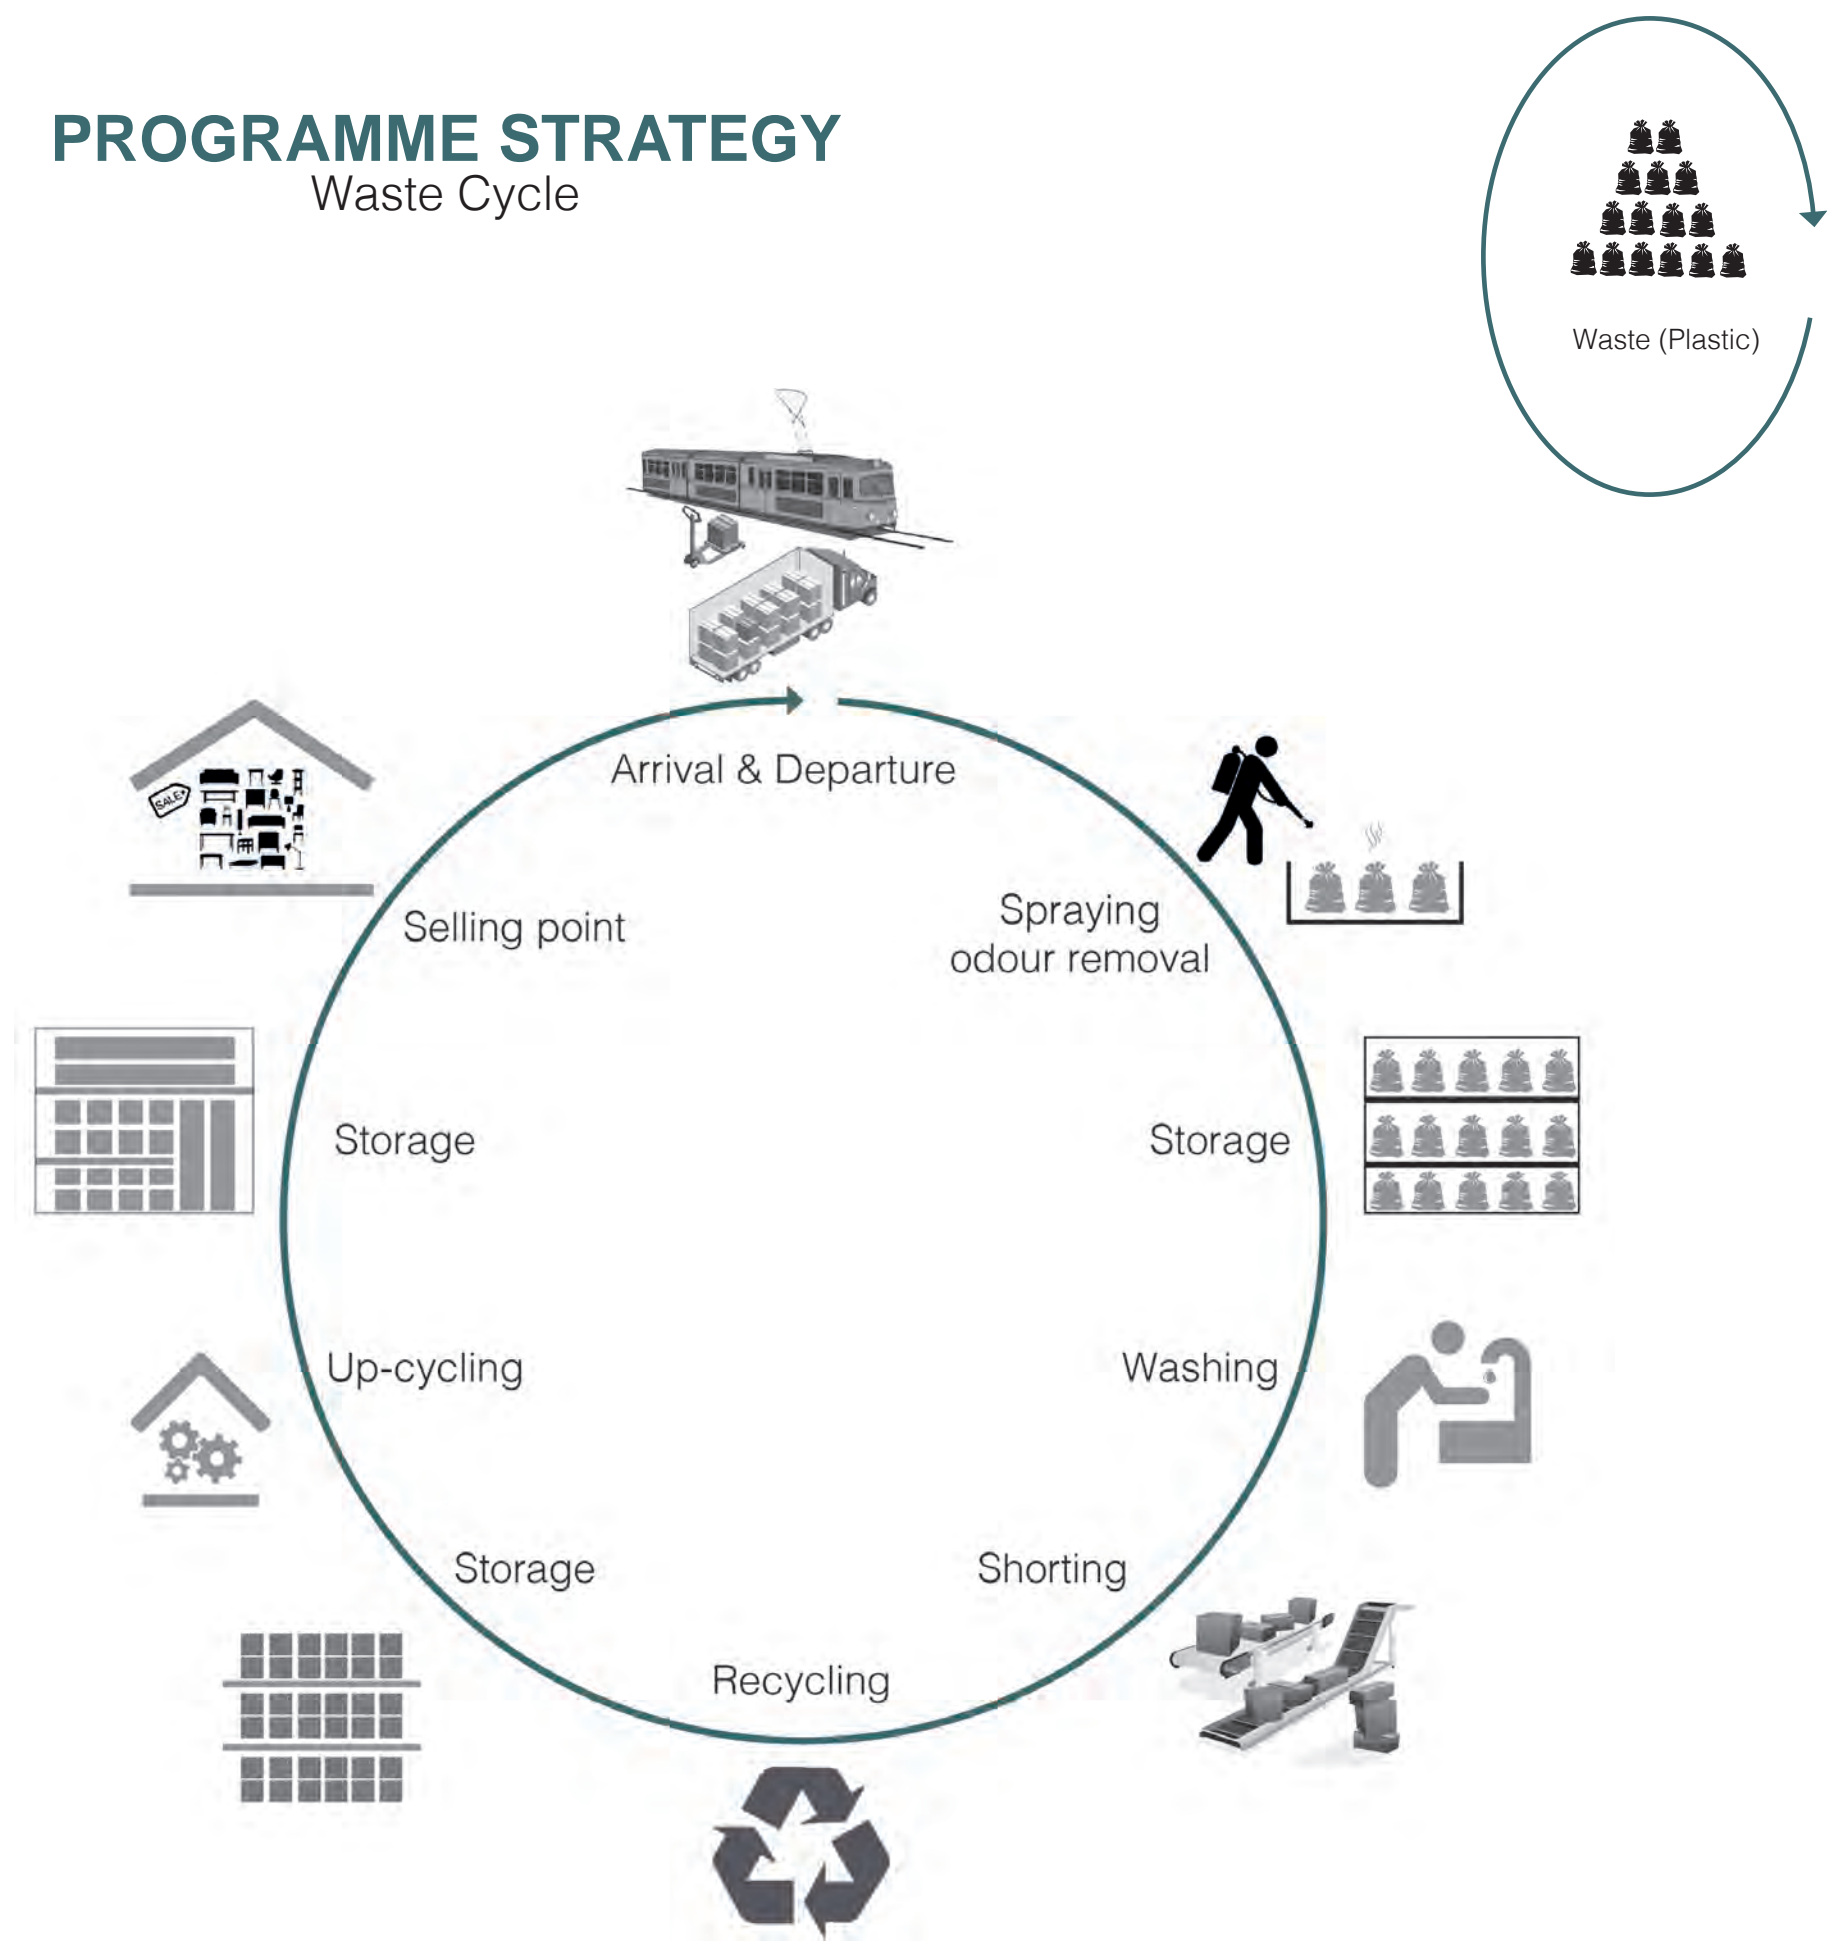 PROGRAMME STRATEGY
Waste Cycle
Waste (Plastic)
Arrival & Departure
Spraying
odour removal
Storage
Washing
Shorting
Recycling
Storage
Up-cycling
Storage
Selling point
SALE